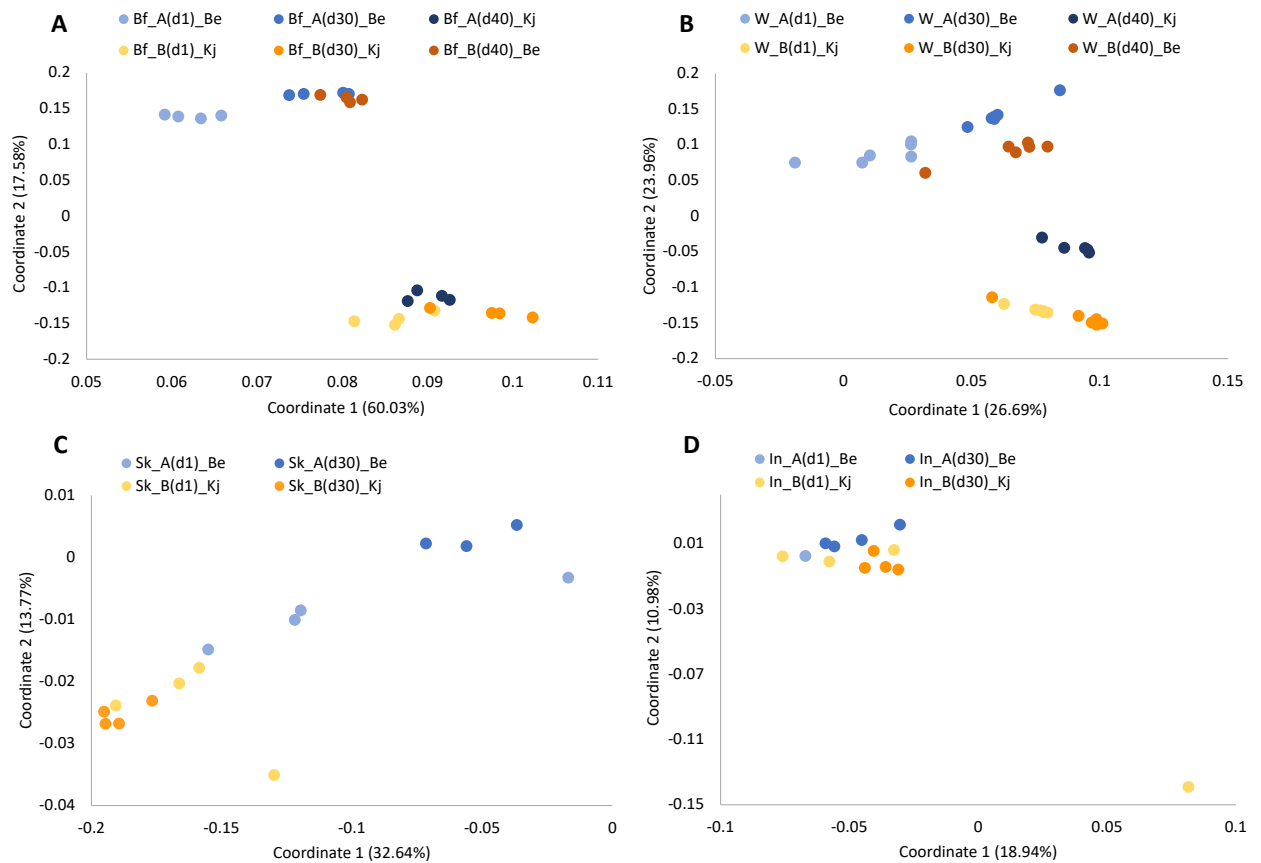 A
Bf_A(d1)_Be Bf_A(d30)_Be Bf_A(d40)_Kj
Bf_B(d1)_Kj Bf_B(d30)_Kj Bf_B(d40)_Be
0.2
0.15
0.1
0.05
0
-0.05
-0.1
-0.15
-0.2
Coordinate 2 (17.58%)
0.05 0.06 0.07 0.08 0.09 0.1 0.11
Coordinate 1 (60.03%)
B
W_A(d1)_Be W_A(d30)_Be W_A(d40)_Kj
W_B(d1)_Kj W_B(d30)_Kj W_B(d40)_Be
0.2
0.15
0.1
0.05
0
-0.05
-0.1
-0.15
-0.2
Coordinate 2 (23.96%)
-0.05 0 0.05 0.1 0.15
Coordinate 1 (26.69%)
C
Sk_A(d1)_Be Sk_A(d30)_Be
Sk_B(d1)_Kj Sk_B(d30)_Kj
0.01
0
-0.01
-0.02
-0.03
-0.04
Coordinate 2 (13.77%)
-0.2 -0.15 -0.1 -0.05 0
Coordinate 1 (32.64%)
D
In_A(d1)_Be In_A(d30)_Be
In_B(d1)_Kj In_B(d30)_Kj
0.01
-0.03
-0.07
-0.11
-0.15
Coordinate 2 (10.98%)
-0.1 -0.05 0 0.05 0.1
Coordinate 1 (18.94%)